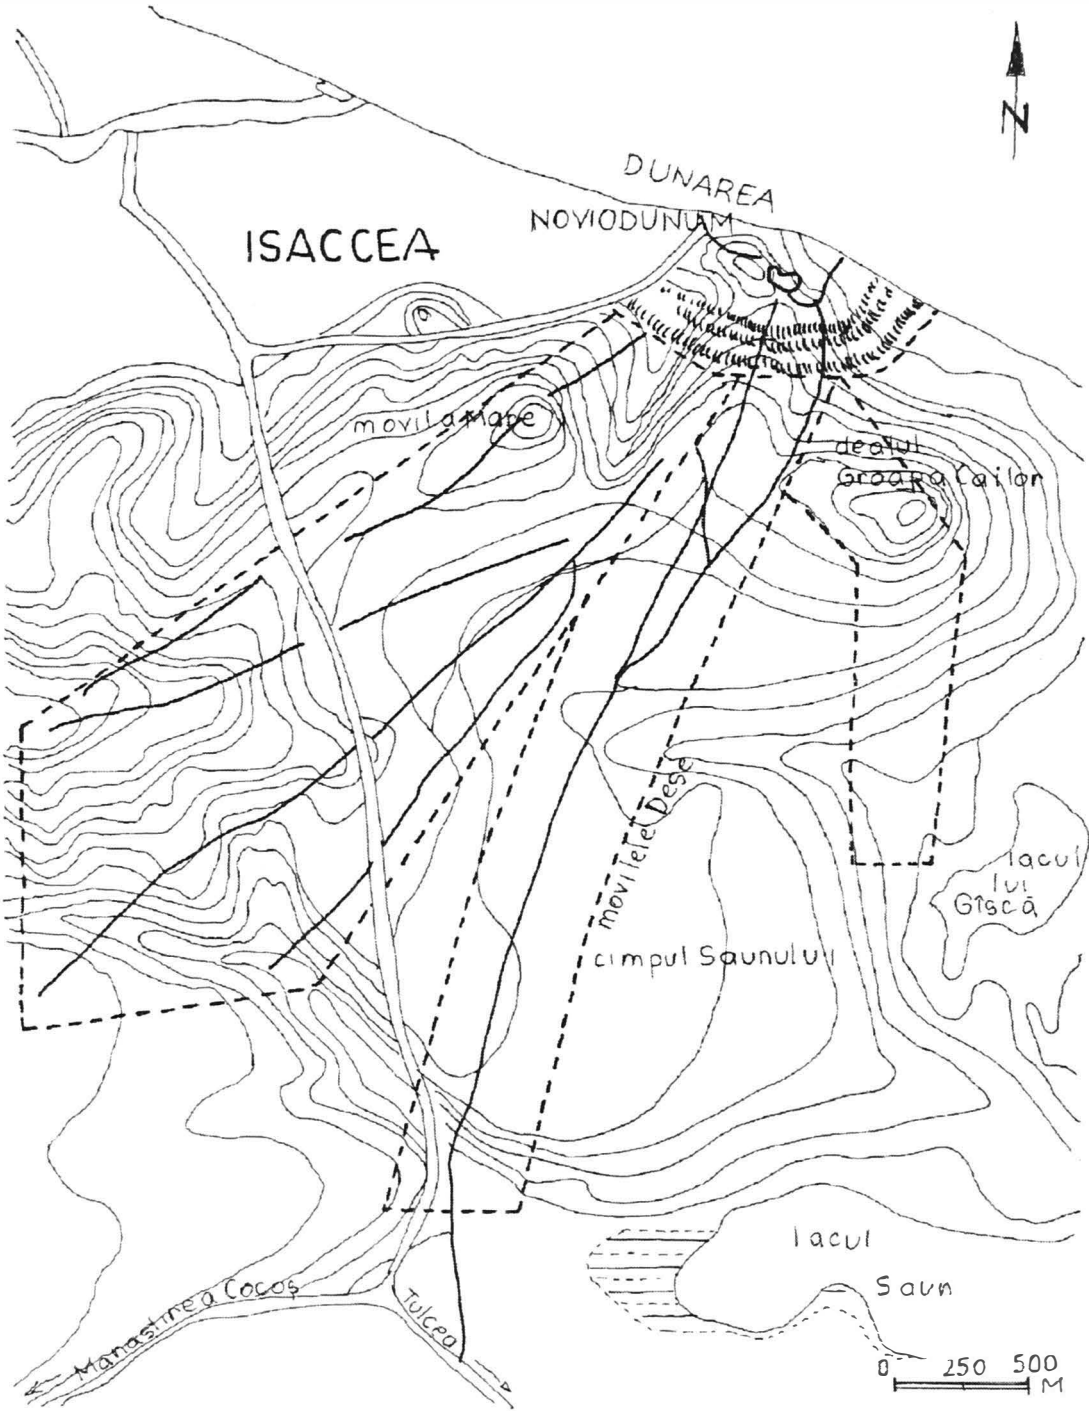 N
DUNAREA
NOVIODUNUM
ISACCEA
movila Mare
dealul
Groapa Cailor
movilele Dese
lacul
lui
Gîscă
cimpul Saunului
lacul
Saun
Manastirea Cocoş
Tulcea
0 250 500
M